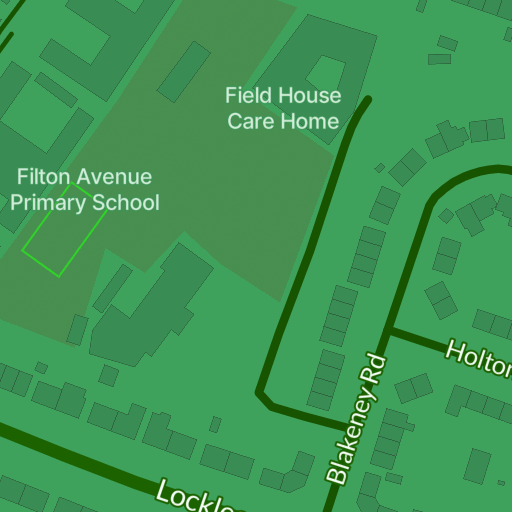 Field House
Care Home
Filton Avenue
Primary School
Blakeney Rd